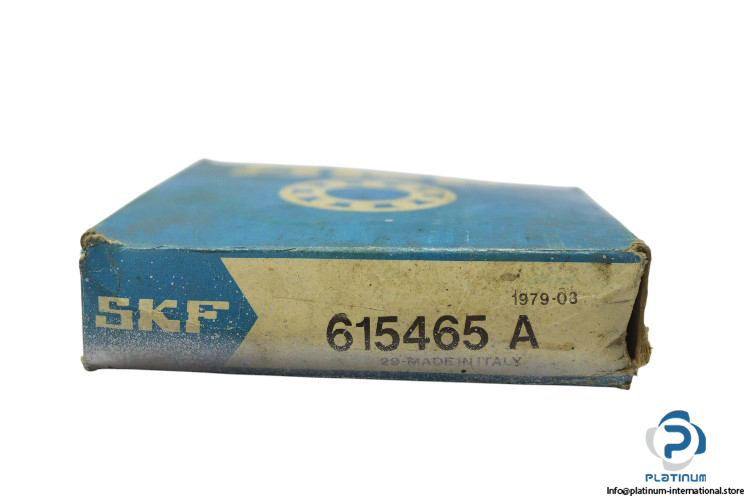 SKF
1979-03
615465 A
29-MADE IN ITALY
PLATINUM
Info@platinum-international.store